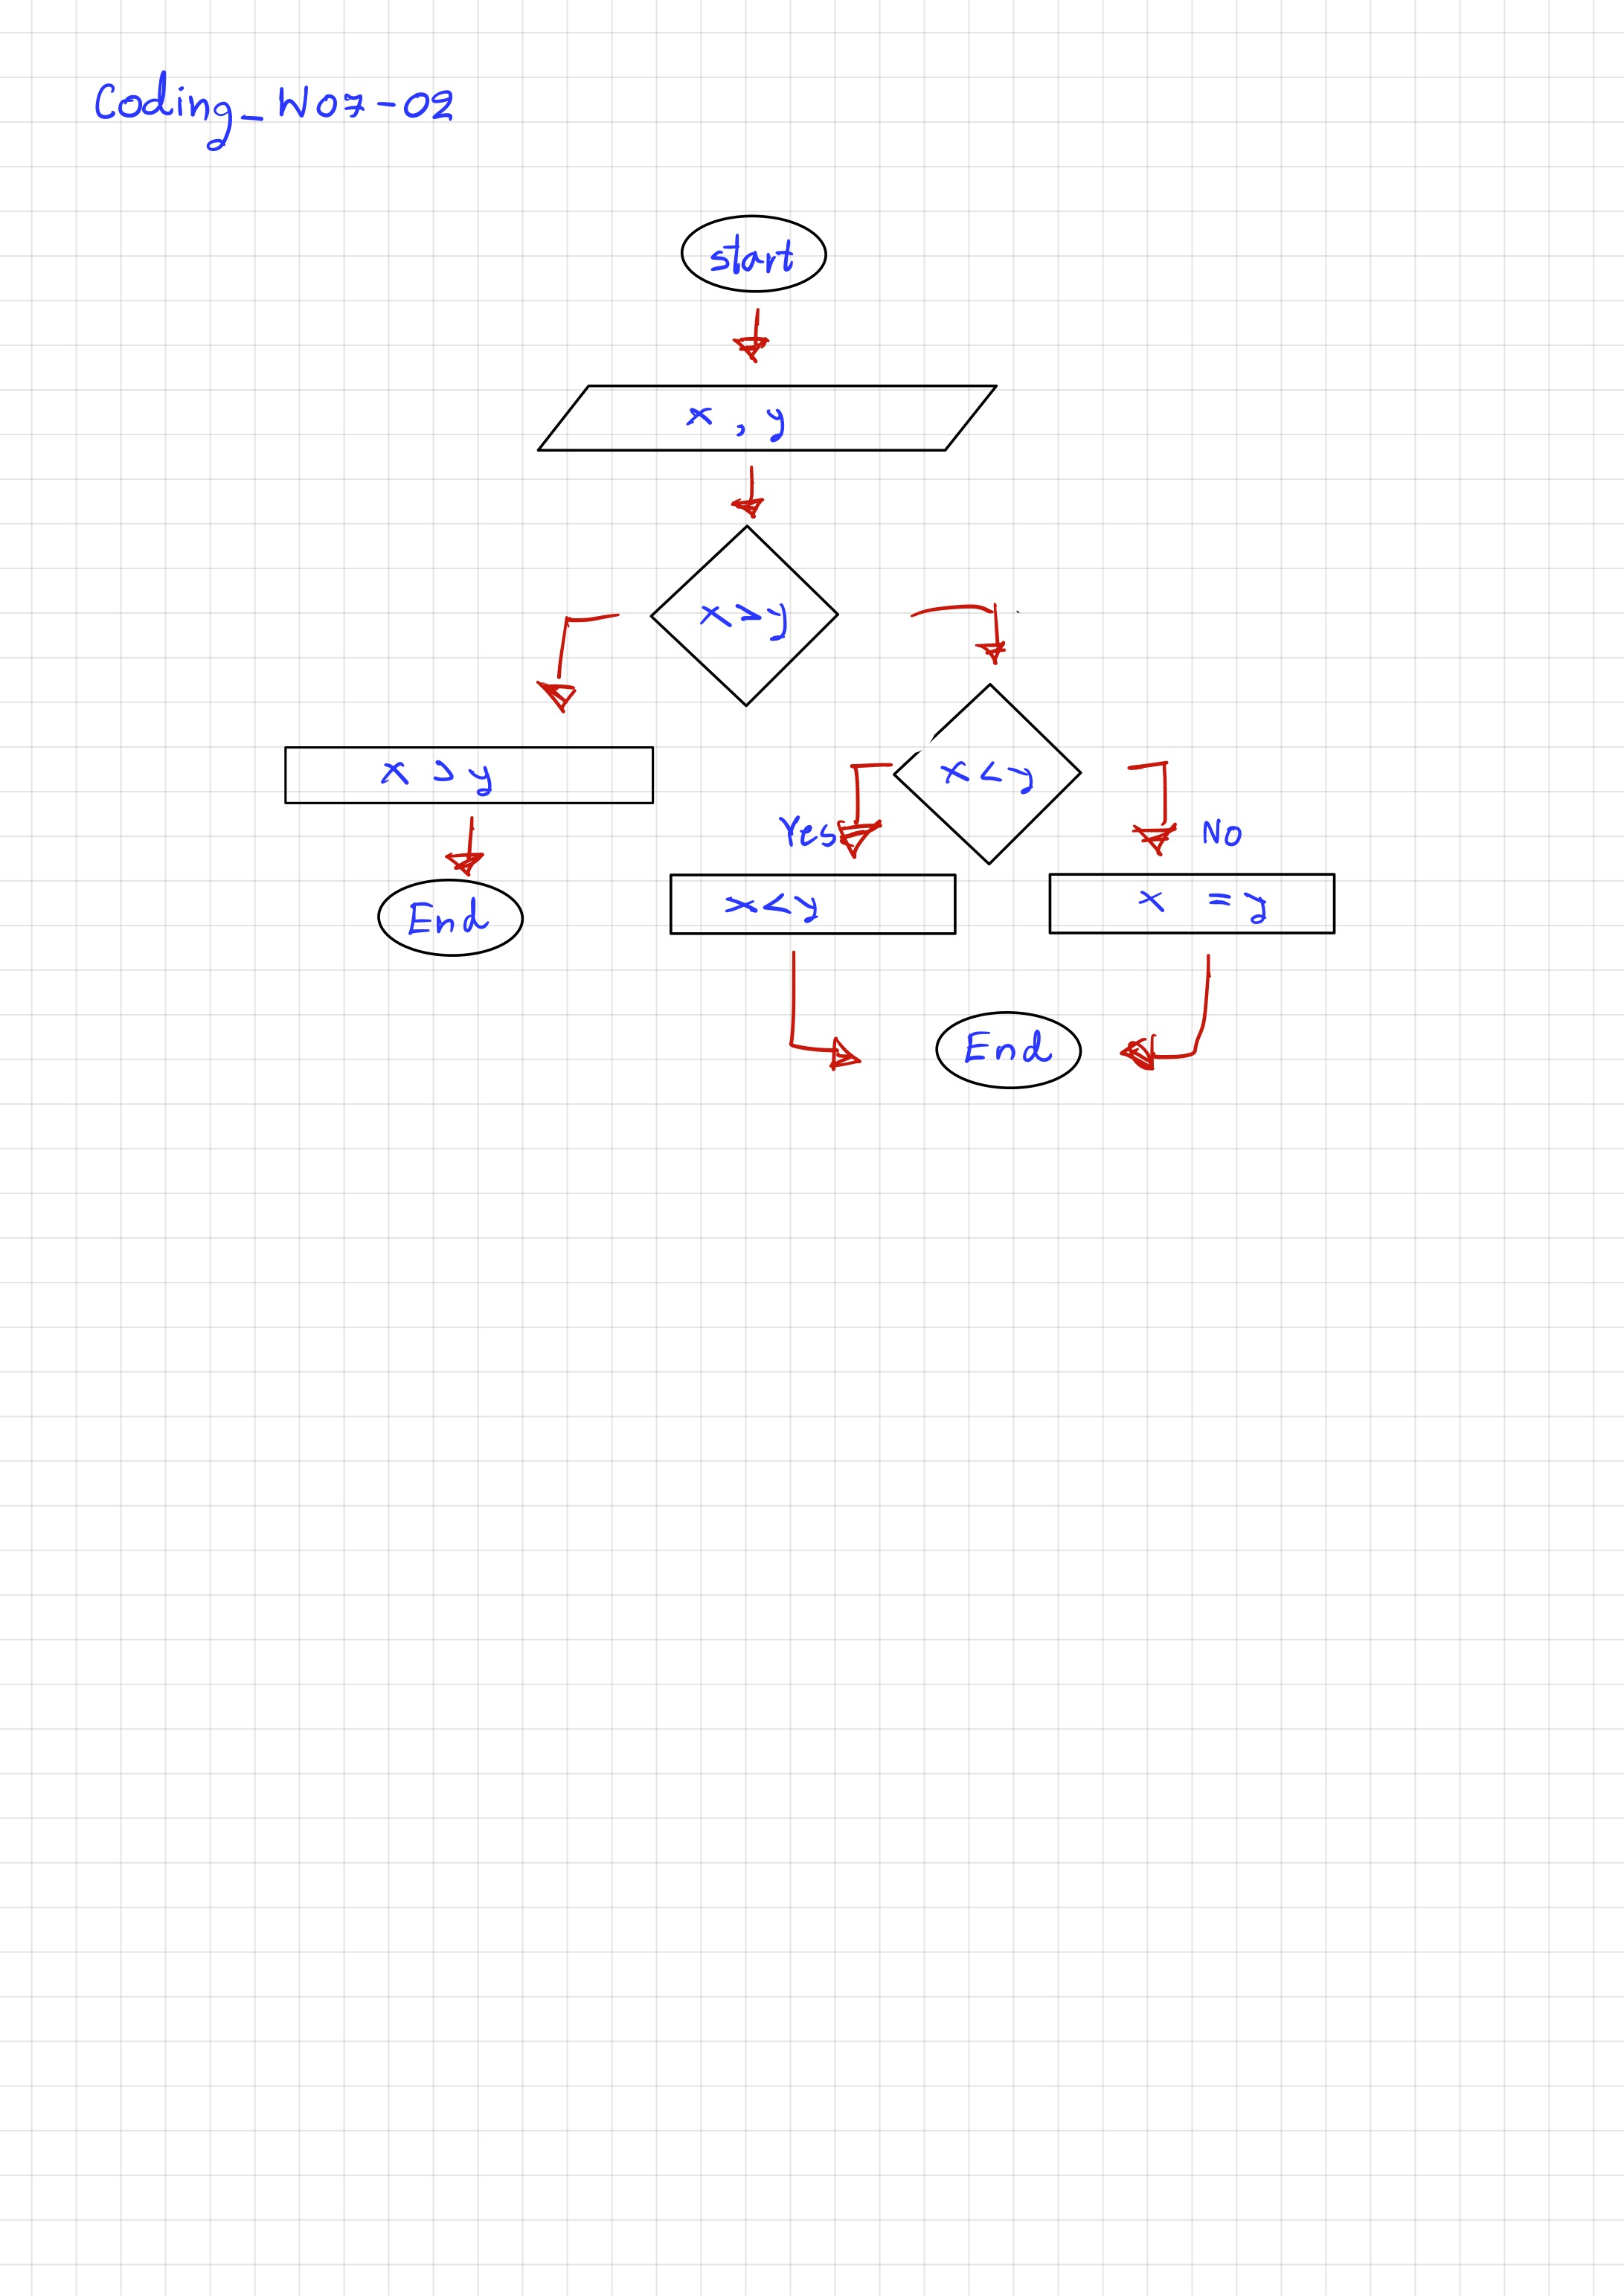 Coding_W07-02
start
x , y
x>y
x > y
x<y
Yes
No
x<y
x = y
End
End